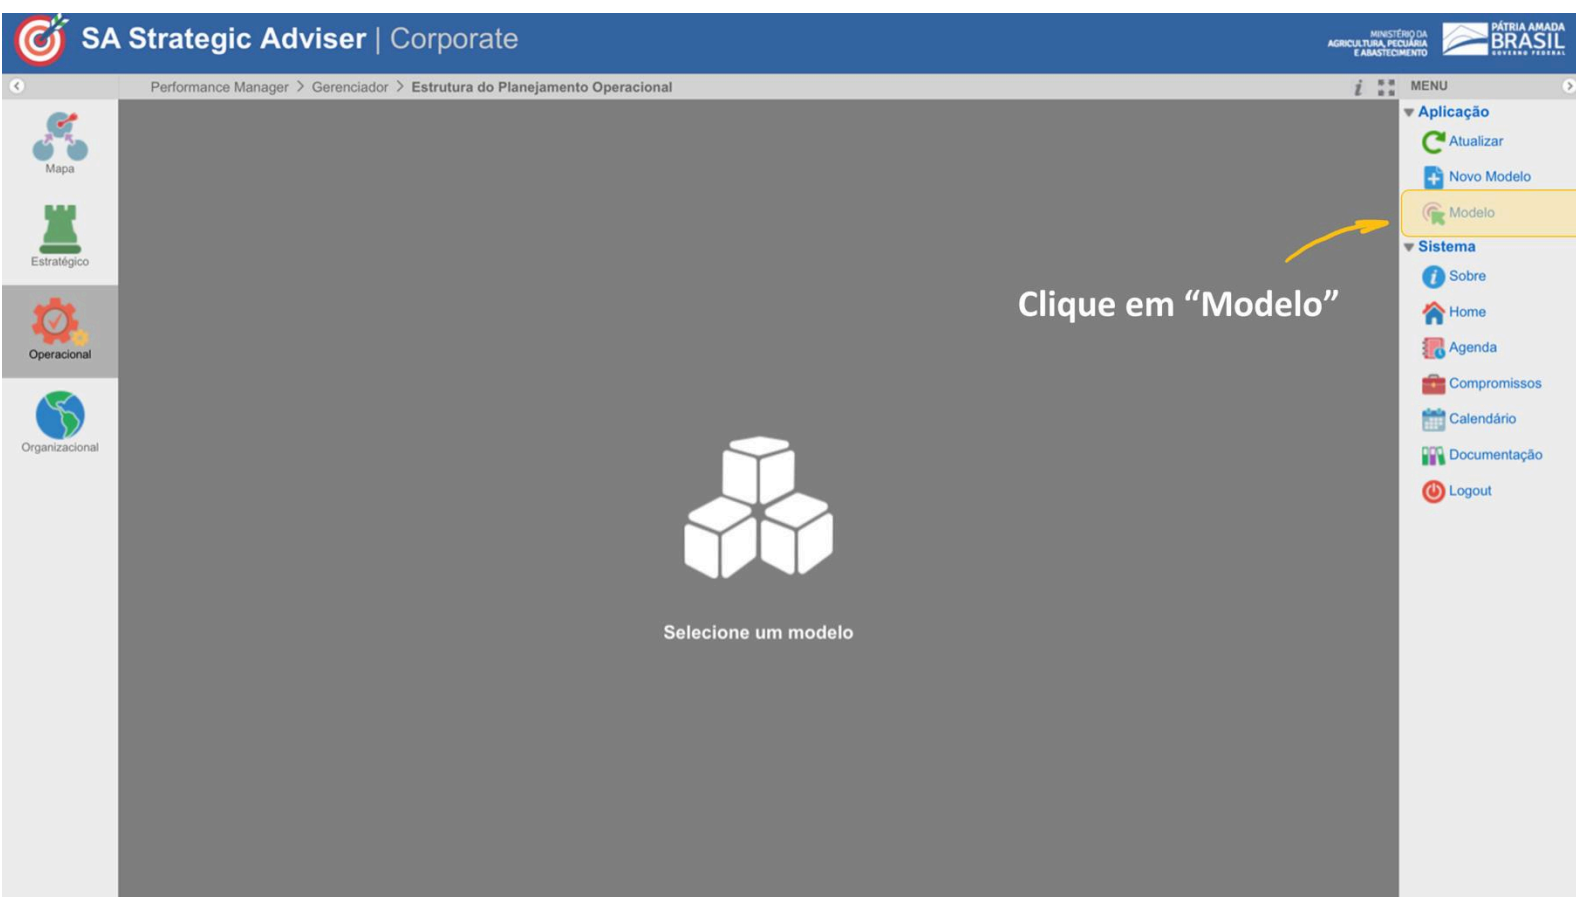 SA Strategic Adviser | Corporate
MINISTÉRIO DA
AGRICULTURA, PECUÁRIA
E ABASTECIMENTO
PÁTRIA AMADA
BRASIL
GOVERNO FEDERAL
Performance Manager > Gerenciador > Estrutura do Planejamento Operacional
i
MENU
Mapa
Estratégico
Operacional
Organizacional
Clique em “Modelo”
Selecione um modelo
Aplicação
Atualizar
Novo Modelo
Modelo
Sistema
Sobre
Home
Agenda
Compromissos
Calendário
Documentação
Logout